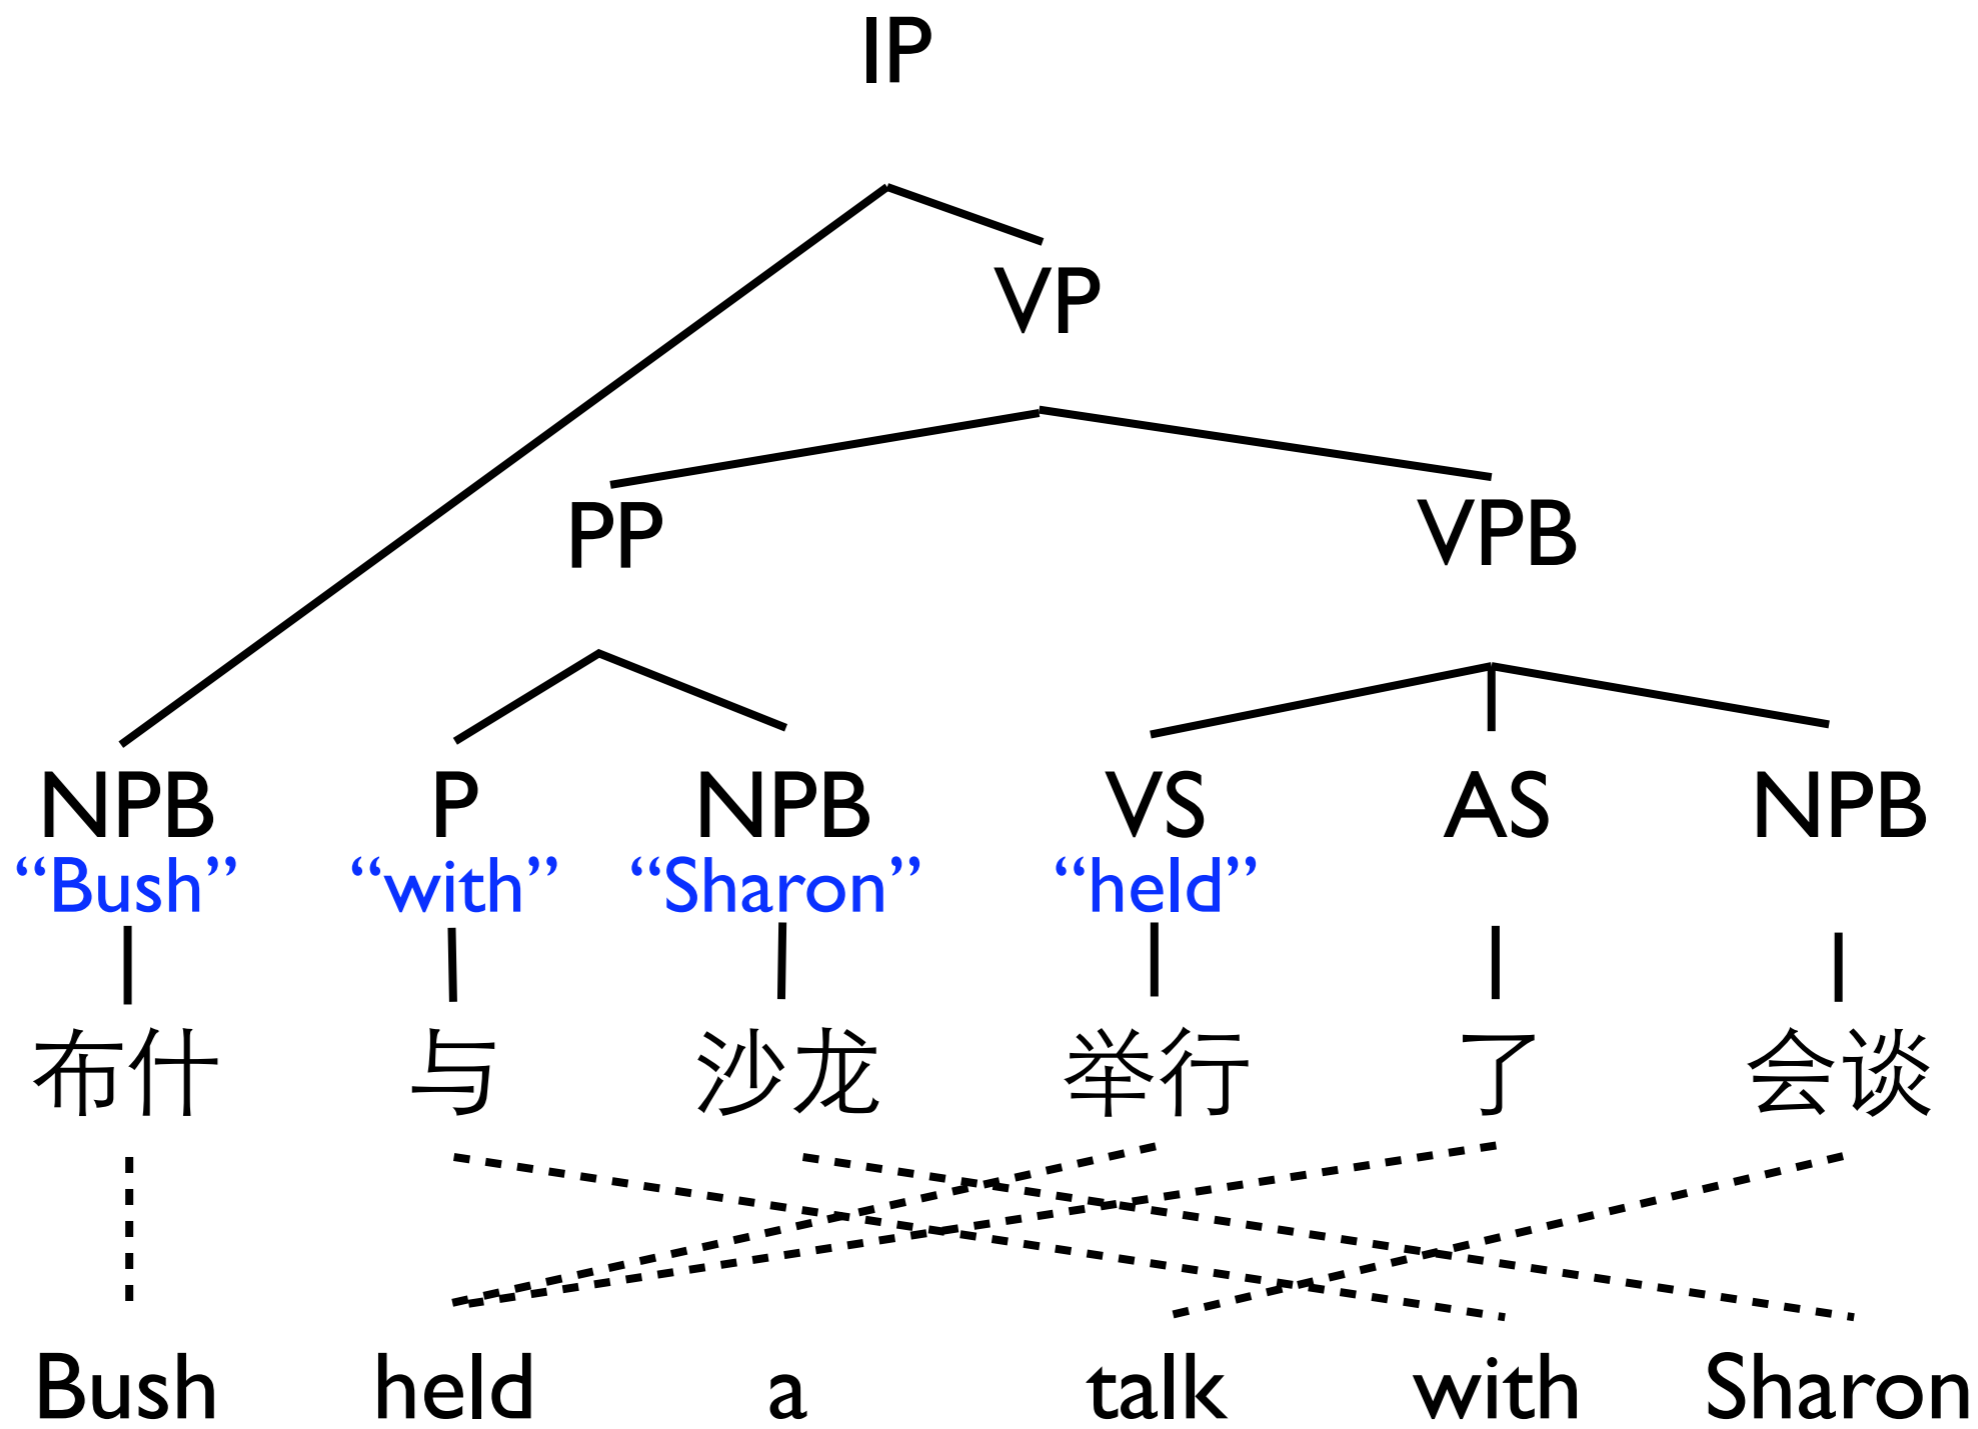 IP
VP
PP VPB
NPB P NPB VS AS NPB
“Bush” “with” “Sharon” “held”
布什 与 沙龙 举行 了 会谈
Bush held a talk with Sharon